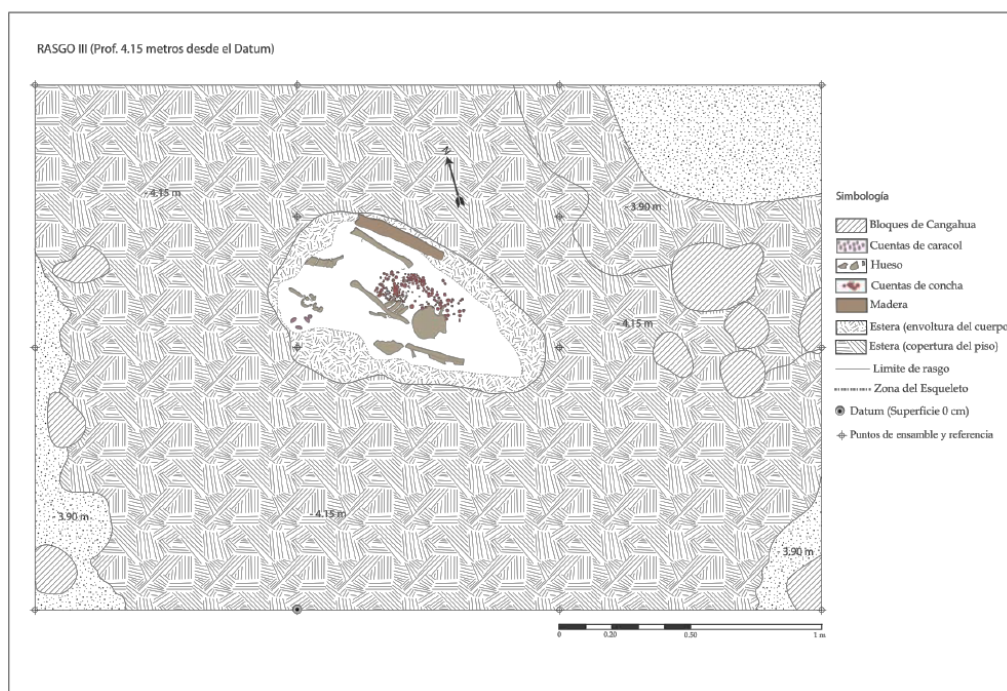 RASGO III (Prof. 4.15 metros desde el Datum)
N
- 4.15 m
- 3.90 m
- 4.15 m
- 4.15 m
- 3.90 m
- 3.90 m
Simbología
Bloques de Cangahua
Cuentas de caracol
Hueso
Cuentas de concha
Madera
Estera (envoltura del cuerpo
Estera (copertura del piso)
Limite de rasgo
Zona del Esqueleto
Datum (Superficie 0 cm)
Puntos de ensamble y referencia
0 0.20 0.50 1 m